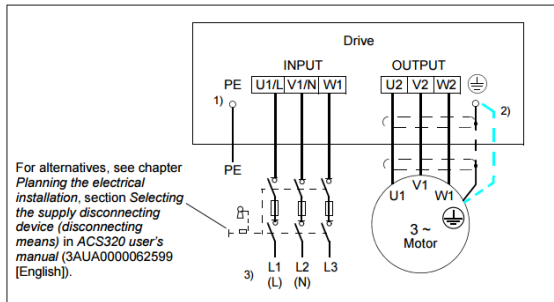 Drive
INPUT
OUTPUT
PE
U1/L V1/N W1
U2 V2 W2
1)
2)
PE
For alternatives, see chapter
Planning the electrical
installation, section Selecting
the supply disconnecting
device (disconnecting
means) in ACS320 user's
manual (3AUA0000062599
[English]).
U1
V1
W1
3 ~
Motor
3)
L1
L2
L3
(L)
(N)